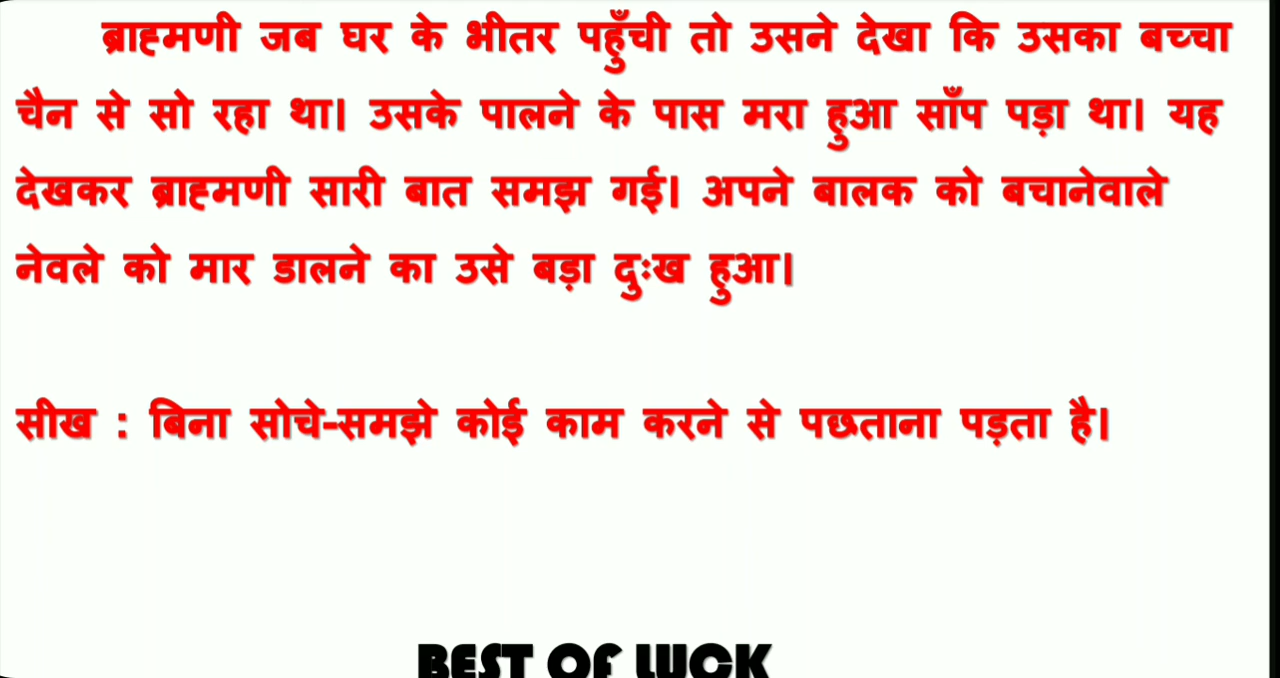 ब्राह्मणी जब घर के भीतर पहुँची तो उसने देखा कि उसका बच्चा
चैन से सो रहा था। उसके पालने के पास मरा हुआ साँप पड़ा था। यह
देखकर ब्राह्मणी सारी बात समझ गई। अपने बालक को बचानेवाले
नेवले को मार डालने का उसे बड़ा दुःख हुआ।
सीख : बिना सोचे-समझे कोई काम करने से पछताना पड़ता है।
BEST OF LUCK